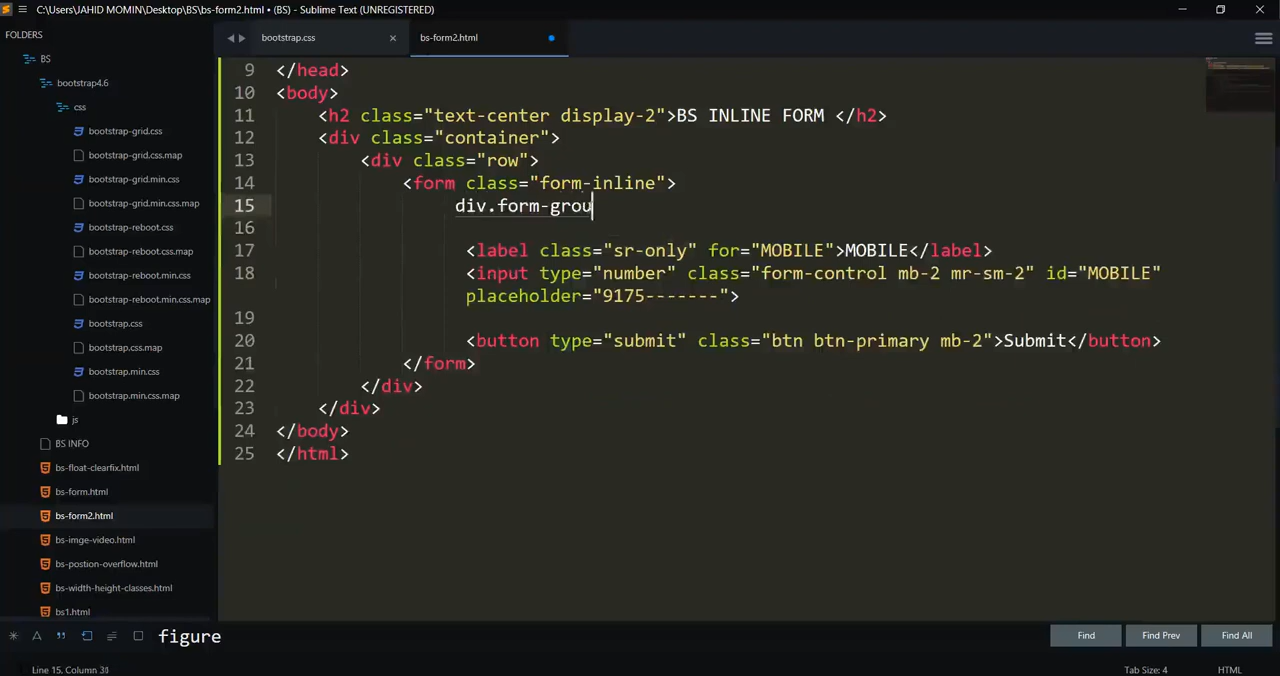 C:\Users\JAHID MOMIN\Desktop\BS\bs-form2.html • (BS) - Sublime Text (UNREGISTERED)
FOLDERS
BS
bootstrap4.6
css
bootstrap-grid.css
bootstrap-grid.css.map
bootstrap-grid.min.css
bootstrap-grid.min.css.map
bootstrap-reboot.css
bootstrap-reboot.css.map
bootstrap-reboot.min.css
bootstrap-reboot.min.css.map
bootstrap.css
bootstrap.css.map
bootstrap.min.css
bootstrap.min.css.map
js
BS INFO
bs-float-clearfix.html
bs-form.html
bs-form2.html
bs-imge-video.html
bs-postion-overflow.html
bs-width-height-classes.html
bs1.html
bootstrap.css
bs-form2.html
9 </head>
10 <body>
11 <h2 class="text-center display-2">BS INLINE FORM </h2>
12 <div class="container">
13 <div class="row">
14 <form class="form-inline">
15 div.form-grou
16
17 <label class="sr-only" for="MOBILE">MOBILE</label>
18 <input type="number" class="form-control mb-2 mr-sm-2" id="MOBILE"
placeholder="9175-------">
19
20 <button type="submit" class="btn btn-primary mb-2">Submit</button>
21 </form>
22 </div>
23 </div>
24 </body>
25 </html>
figure
Find
Find Prev
Find All
Line 15, Column 31
Tab Size: 4
HTML